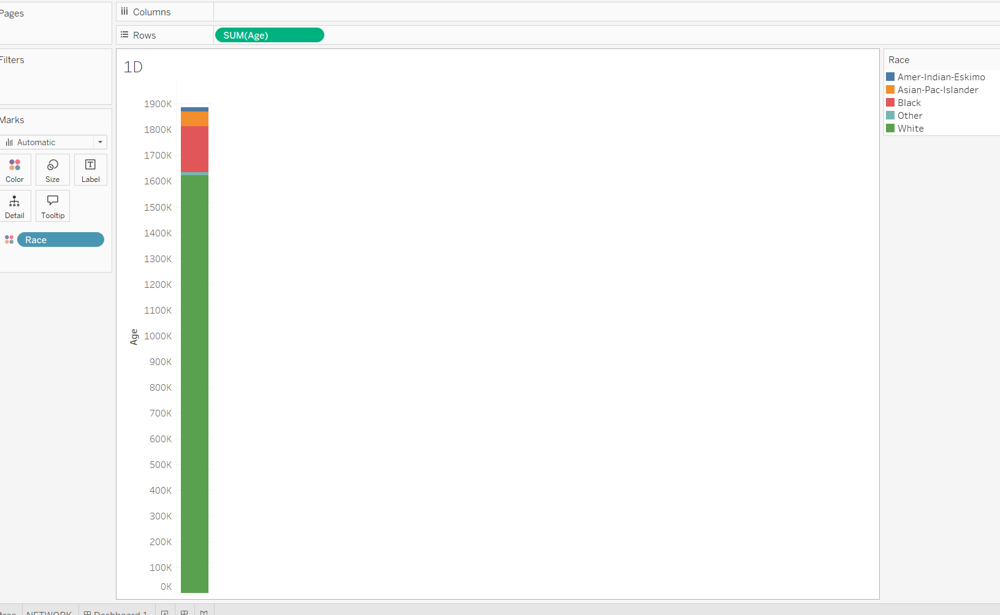 Pages
Columns
Rows
SUM(Age)
Filters
Marks
Automatic
Color
Size
Label
Detail
Tooltip
Race
1D
1900K
1800K
1700K
1600K
1500K
1400K
1300K
1200K
1100K
1000K
900K
800K
700K
600K
500K
400K
300K
200K
100K
0K
Age
Race
Amer-Indian-Eskimo
Asian-Pac-Islander
Black
Other
White
NETWORK
Dashboard 1